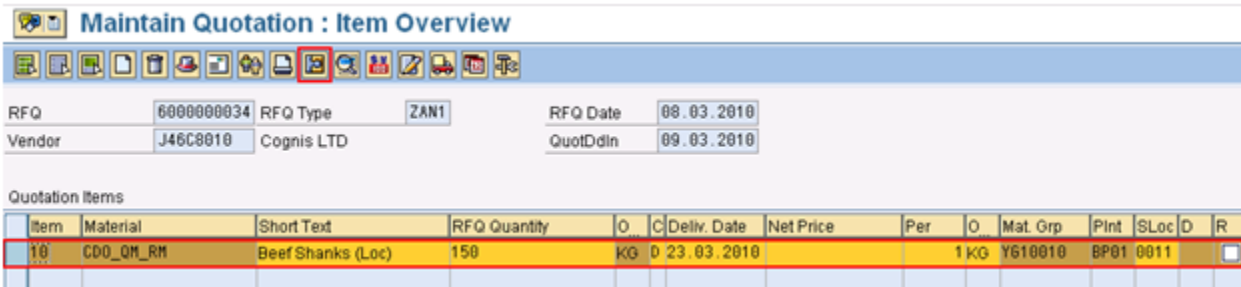 Maintain Quotation : Item Overview
RFQ 6000000034 RFQ Type ZAN1 RFQ Date 08.03.2010
Vendor J46C8010 Cognis LTD QuotDdln 09.03.2010
Quotation Items
Item Material Short Text RFQ Quantity O... C Deliv. Date Net Price Per O... Mat. Grp Plnt SLoc D R
10 CDO_QM_RM Beef Shanks (Loc) 150 KG D 23.03.2010 1 KG YG10010 BP01 0011